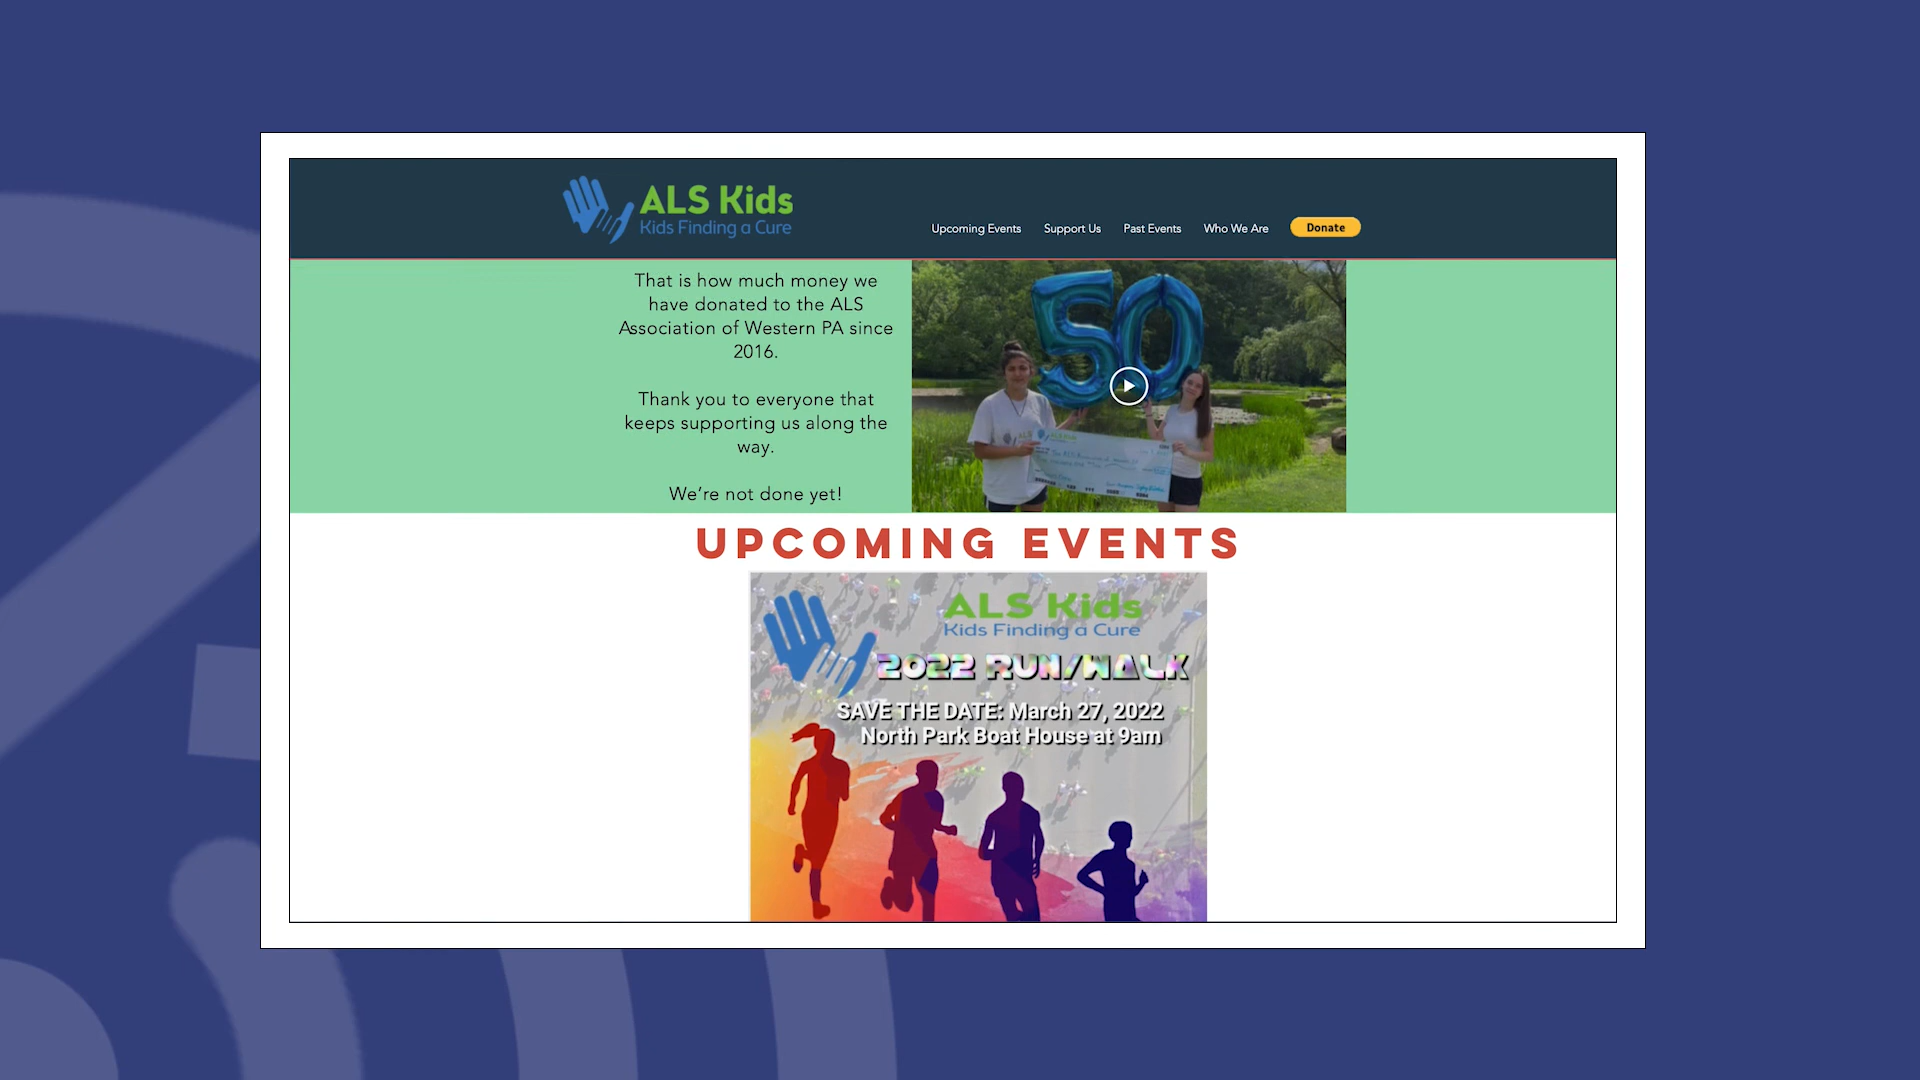 ALS Kids
Kids Finding a Cure
Upcoming Events Support Us Past Events Who We Are Donate
That is how much money we
have donated to the ALS
Association of Western PA since
2016.
Thank you to everyone that
keeps supporting us along the
way.
We're not done yet!
50
ALS Kids
UPCOMING EVENTS
ALS Kids
Kids Finding a Cure
2022 RUN/WALK
SAVE THE DATE: March 27, 2022
North Park Boat House at 9am